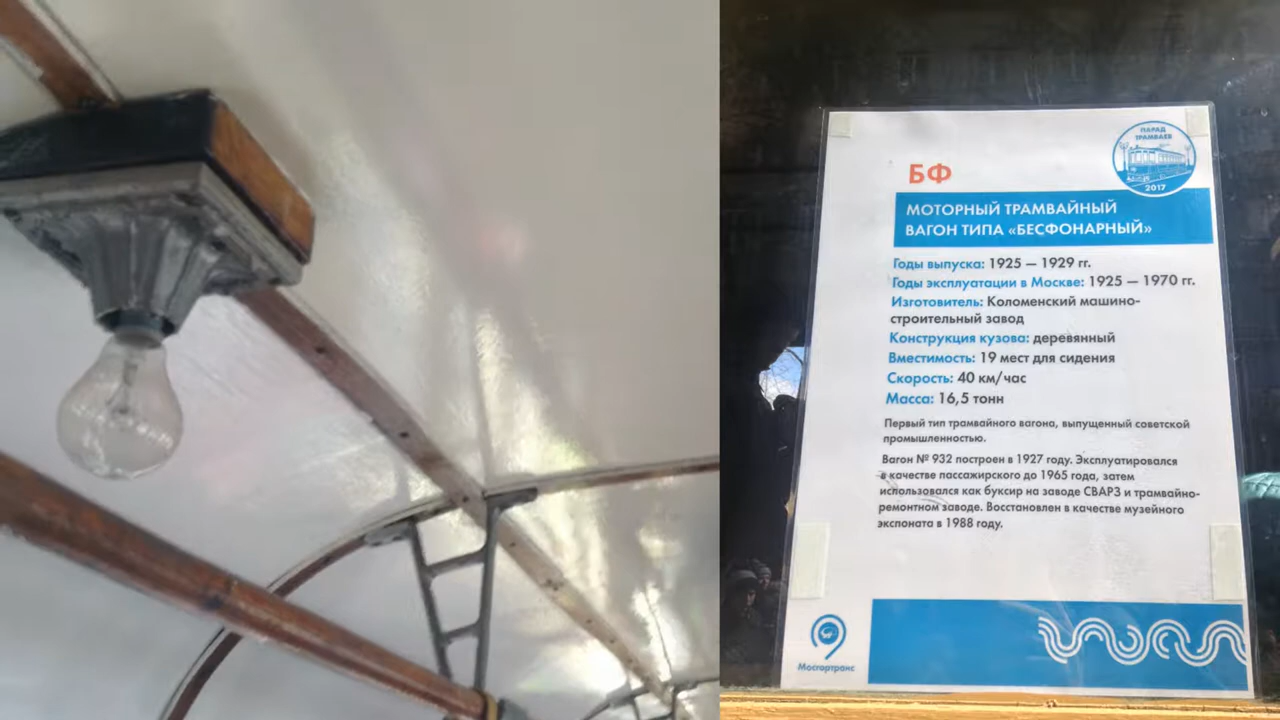 ПАРАД
ТРАМВАЕВ
2017
БФ
МОТОРНЫЙ ТРАМВАЙНЫЙ
ВАГОН ТИПА «БЕСФОНАРНЫЙ»
Годы выпуска: 1925 — 1929 гг.
Годы эксплуатации в Москве: 1925 — 1970 гг.
Изготовитель: Коломенский машино-
строительный завод
Конструкция кузова: деревянный
Вместимость: 19 мест для сидения
Скорость: 40 км/час
Масса: 16,5 тонн
Первый тип трамвайного вагона, выпущенный советской
промышленностью.
Вагон № 932 построен в 1927 году. Эксплуатировался
в качестве пассажирского до 1965 года, затем
использовался как буксир на заводе СВАРЗ и трамвайно-
ремонтном заводе. Восстановлен в качестве музейного
экспоната в 1988 году.
Мосгортранс